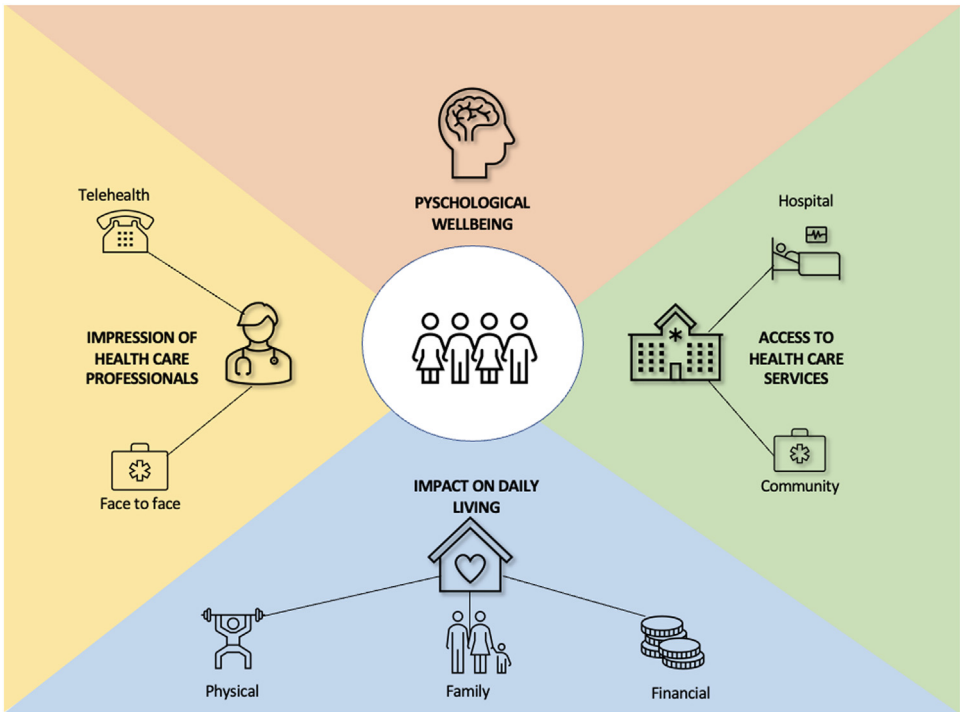 PYSCHOLOGICAL
WELLBEING
Telehealth
IMPRESSION OF
HEALTH CARE
PROFESSIONALS
Face to face
Hospital
ACCESS TO
HEALTH CARE
SERVICES
Community
IMPACT ON DAILY
LIVING
Physical
Family
Financial